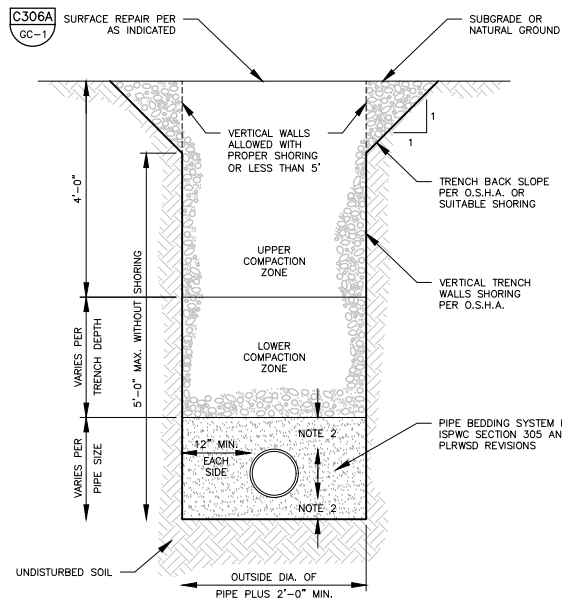 C306A
GC-1
SURFACE REPAIR PER
AS INDICATED
SUBGRADE OR
NATURAL GROUND
VERTICAL WALLS
ALLOWED WITH
PROPER SHORING
OR LESS THAN 5'
1
1
TRENCH BACK SLOPE
PER O.S.H.A. OR
SUITABLE SHORING
4'-0"
5'-0" MAX. WITHOUT SHORING
UPPER
COMPACTION
ZONE
VERTICAL TRENCH
WALLS SHORING
PER O.S.H.A.
VARIES PER
TRENCH DEPTH
LOWER
COMPACTION
ZONE
VARIES PER
PIPE SIZE
NOTE 2
12" MIN.
EACH
SIDE
NOTE 2
PIPE BEDDING SYSTEM
ISPWC SECTION 305
PLRWSD REVISIONS
UNDISTURBED SOIL
OUTSIDE DIA. OF
PIPE PLUS 2'-0" MIN.